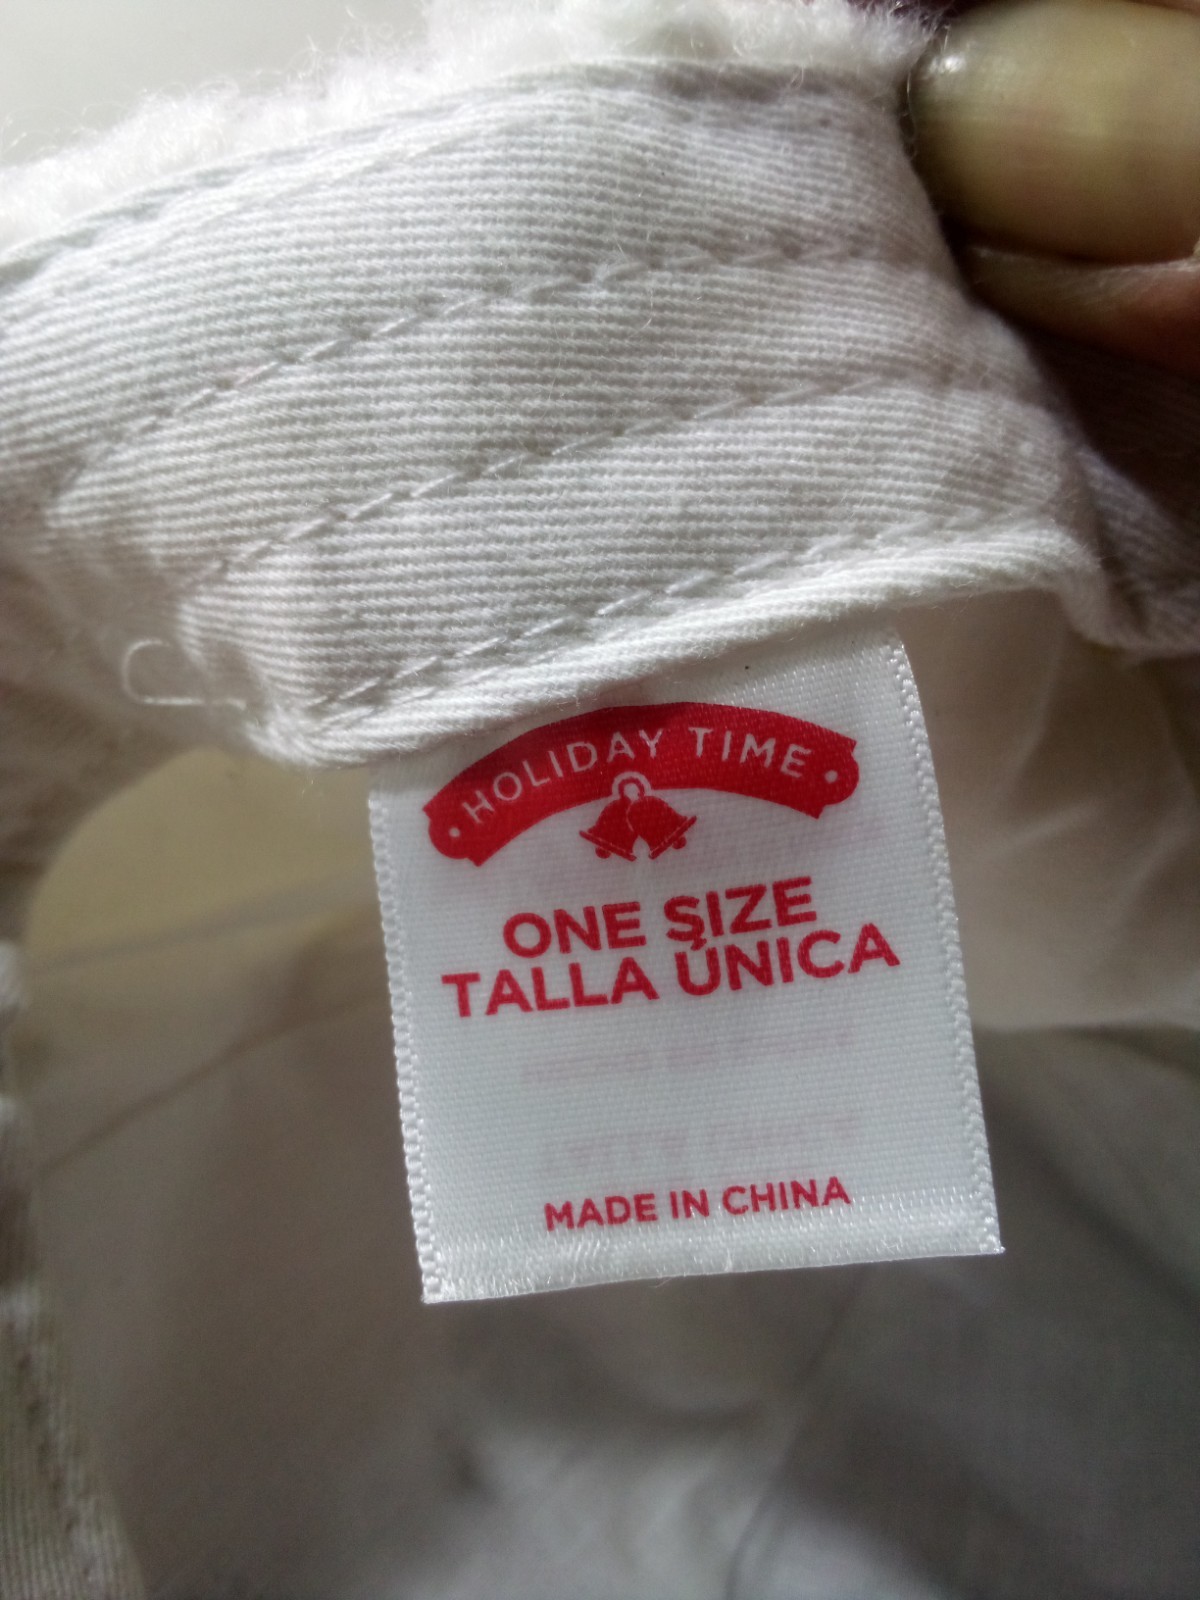 HOLIDAY TIME
ONE SIZE
TALLA ÚNICA
MADE IN CHINA